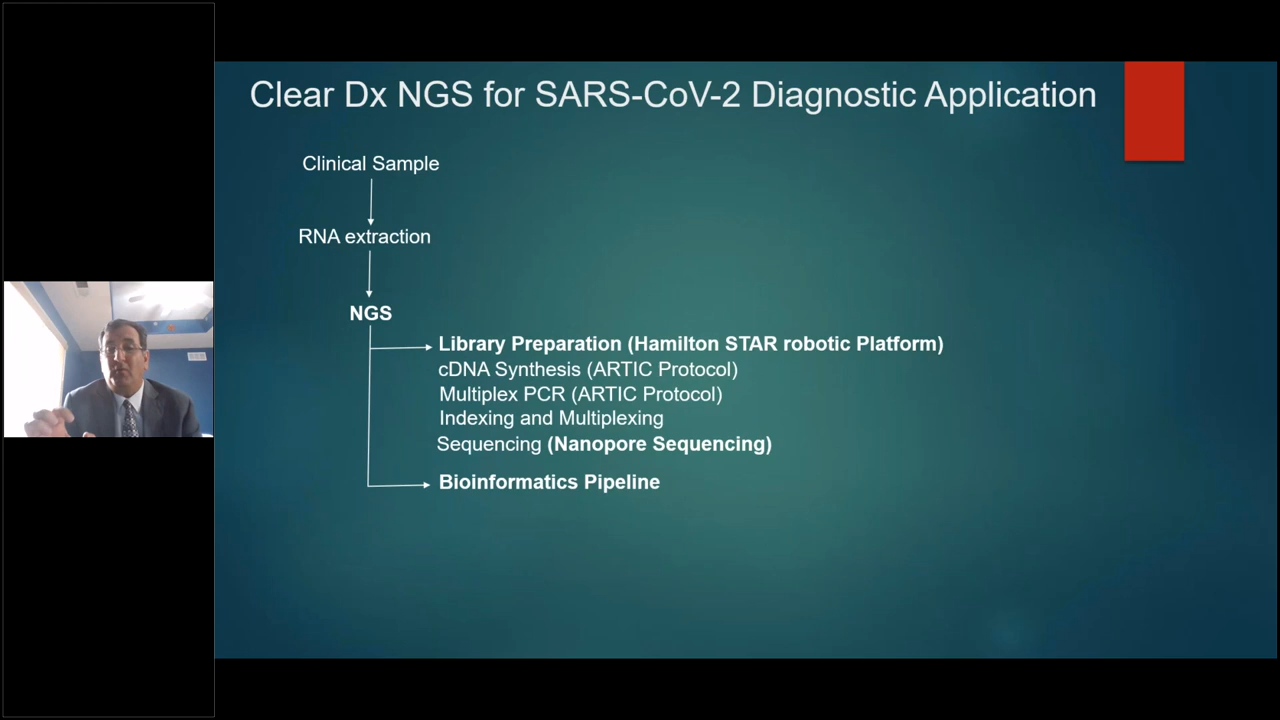 Clear Dx NGS for SARS-CoV-2 Diagnostic Application
Clinical Sample
RNA extraction
NGS
Library Preparation (Hamilton STAR robotic Platform)
cDNA Synthesis (ARTIC Protocol)
Multiplex PCR (ARTIC Protocol)
Indexing and Multiplexing
Sequencing (Nanopore Sequencing)
Bioinformatics Pipeline